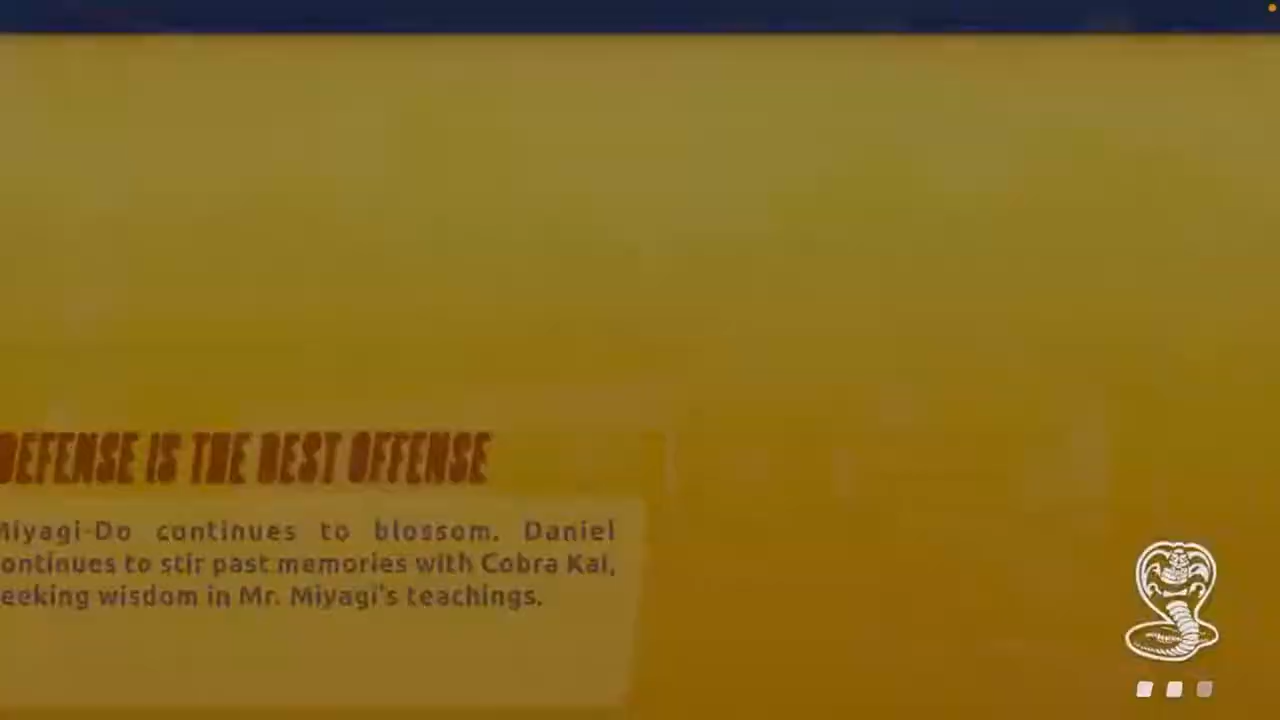 DEFENSE IS THE BEST OFFENSE
Miyagi-Do continues to blossom. Daniel
ontinues to stir past memories with Cobra Kai,
eeking wisdom in Mr. Miyagi's teachings.